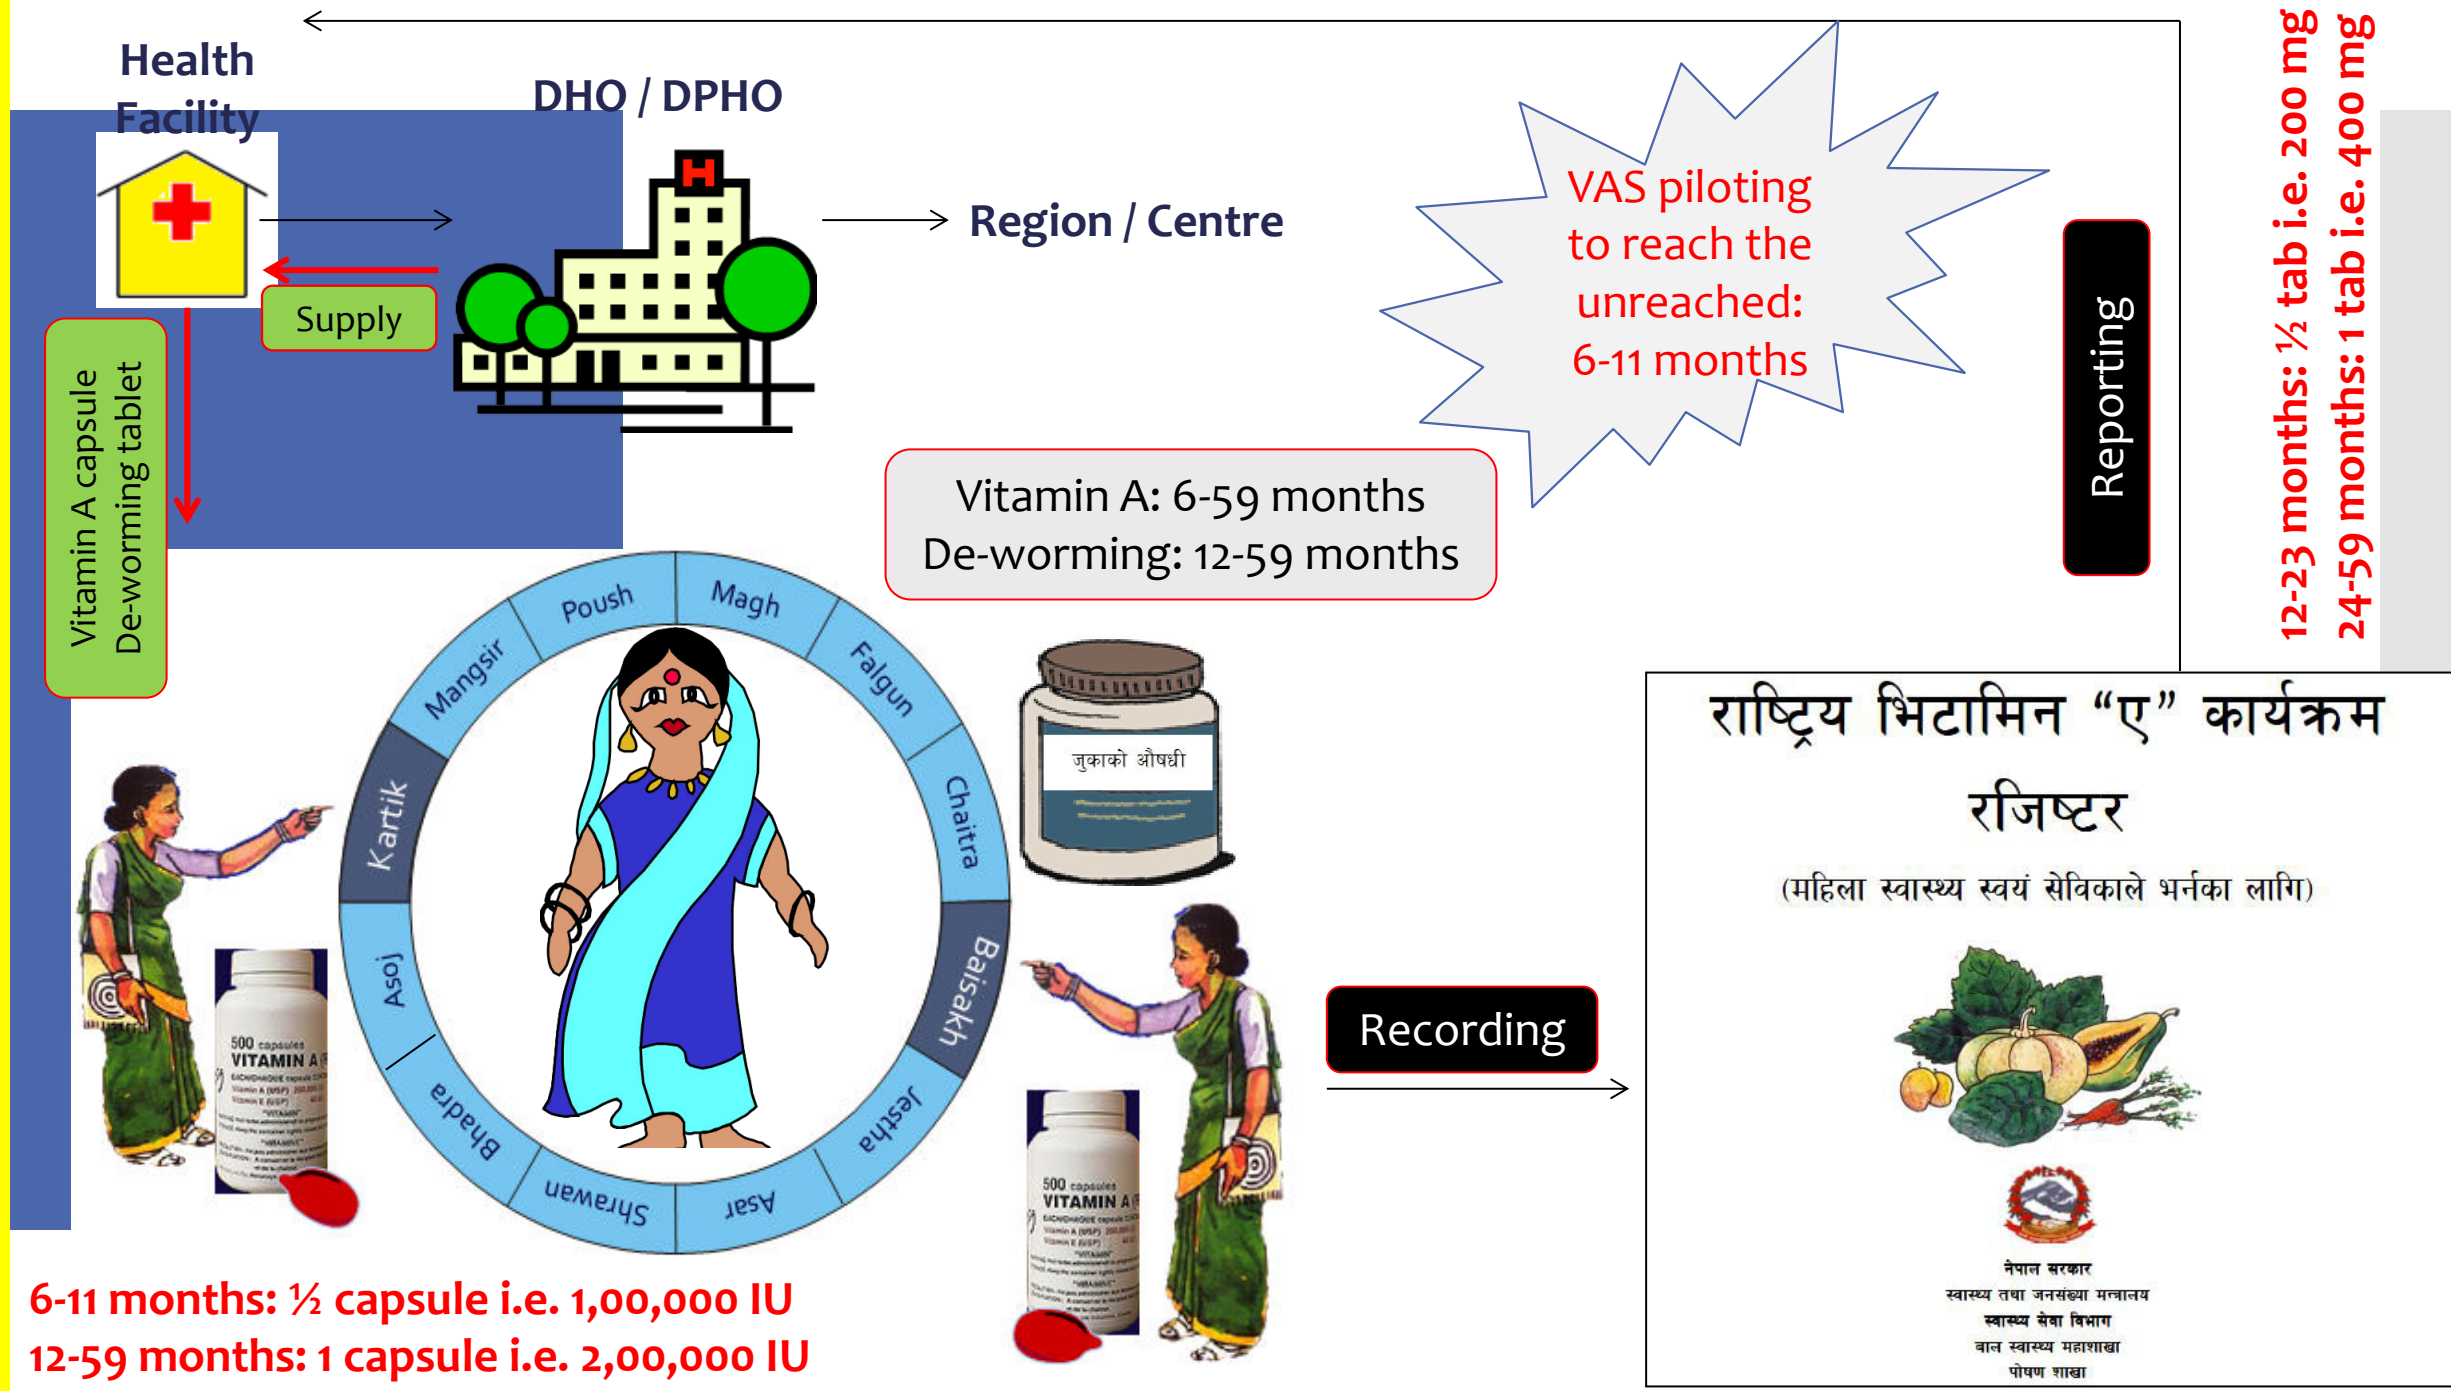 Health
Facility
DHO / DPHO
Region / Centre
Supply
Vitamin A capsule
De-worming tablet
VAS piloting
to reach the
unreached:
6-11 months
Reporting
12-23 months: ½ tab i.e. 200 mg
24-59 months: 1 tab i.e. 400 mg
Vitamin A: 6-59 months
De-worming: 12-59 months
Poush
Magh
Falgun
Chaitra
Baisakh
Jestha
Asar
Shrawan
Bhadra
Asoj
Kartik
Mangsir
जुकाको औषधी
500 capsules
VITAMIN A
500 capsules
VITAMIN A
Recording
राष्ट्रिय भिटामिन “ए” कार्यक्रम
रजिष्टर
(महिला स्वास्थ्य स्वयं सेविकाले भर्नका लागि)
नेपाल सरकार
स्वास्थ्य तथा जनसंख्या मन्त्रालय
स्वास्थ्य सेवा विभाग
बाल स्वास्थ्य महाशाखा
पोषण शाखा
6-11 months: ½ capsule i.e. 1,00,000 IU
12-59 months: 1 capsule i.e. 2,00,000 IU